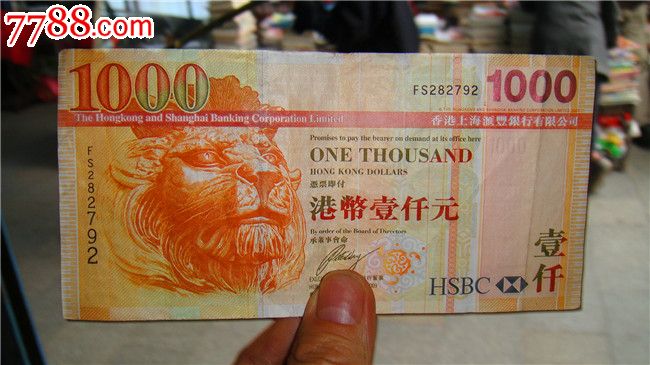 7788.com
1000
FS282792
1000
The Hongkong and Shanghai Banking Corporation Limited
香港上海滙豐銀行有限公司
Promises to pay the bearer on demand at its office here
ONE THOUSAND
HONG KONG DOLLARS
憑票即付
港幣壹仟元
By order of the Board of Directors
承董事會命
FS282792
壹仟
HSBC